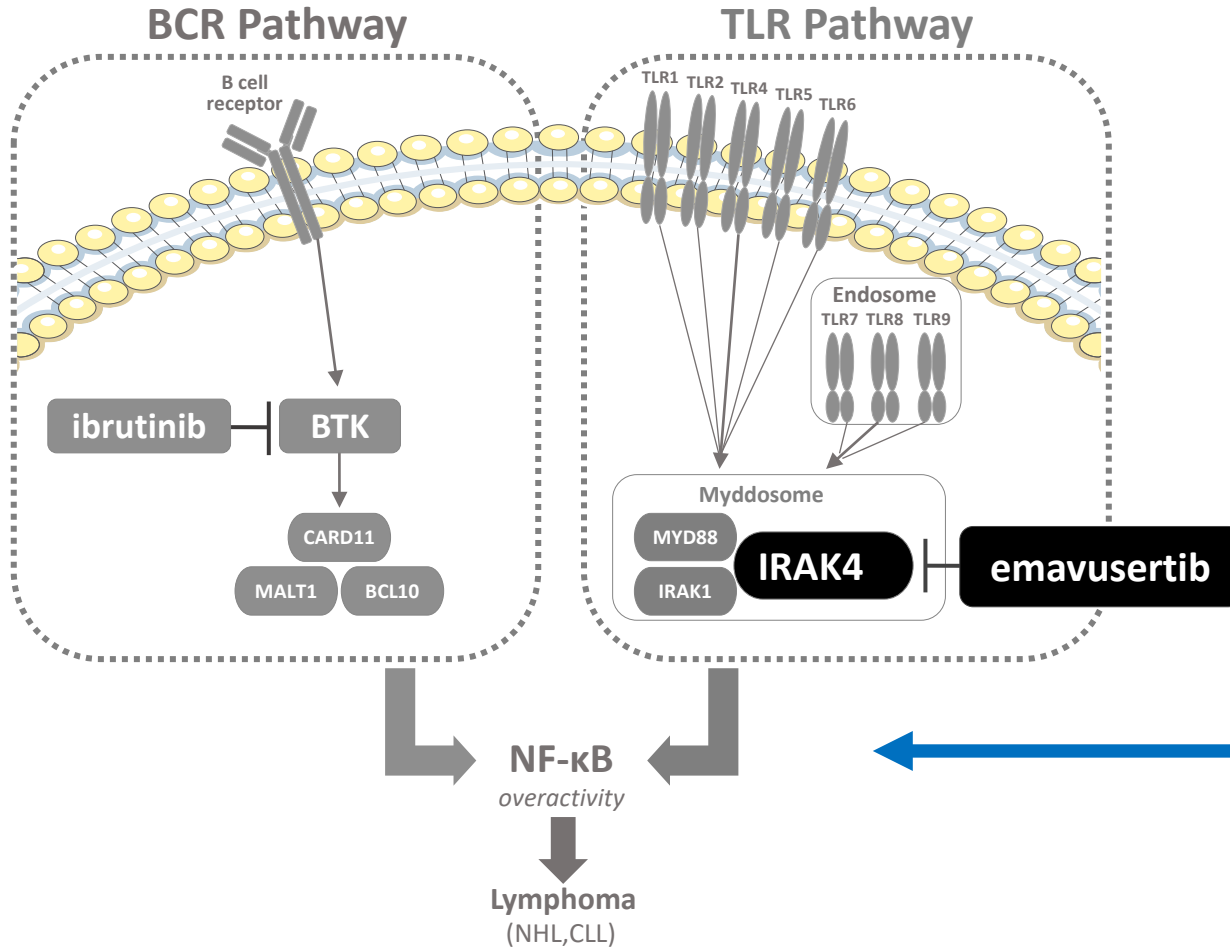 BCR Pathway
B cell
receptor
ibrutinib
BTK
CARD11
MALT1
BCL10
TLR Pathway
TLR1
TLR2
TLR4
TLR5
TLR6
Endosome
TLR7
TLR8
TLR9
Myddosome
MYD88
IRAK1
IRAK4
emavusertib
NF-κB
overactivity
Lymphoma
(NHL,CLL)